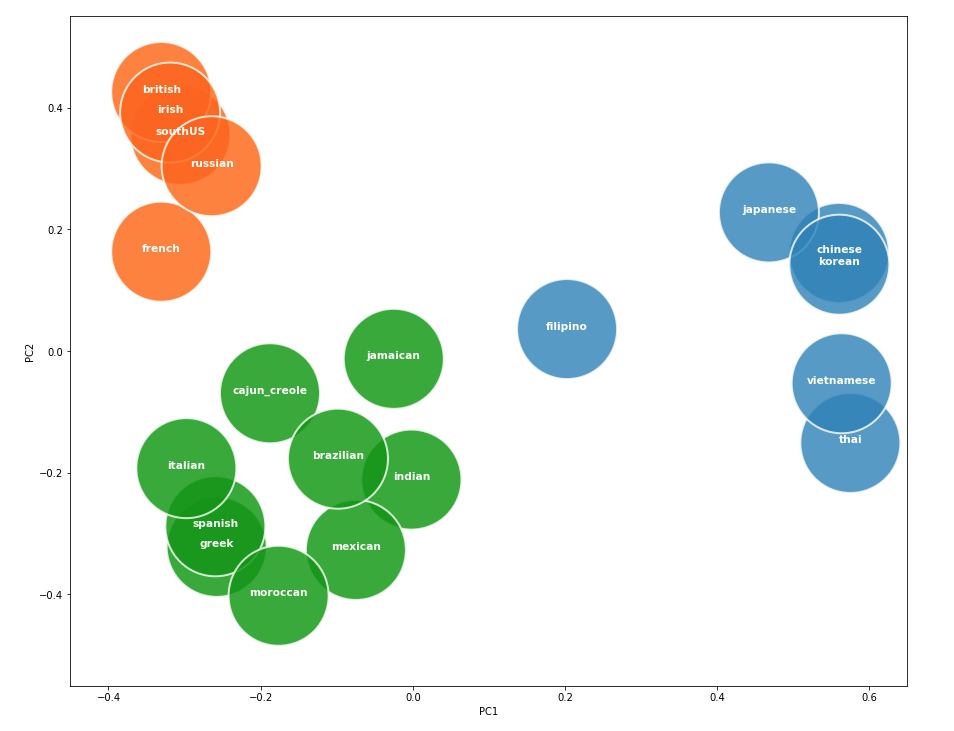 british
irish
southUS
russian
french
japanese
chinese
korean
filipino
vietnamese
thai
jamaican
cajun_creole
brazilian
indian
italian
spanish
greek
mexican
moroccan
PC2
0.4
0.2
0.0
−0.2
−0.4
−0.4
−0.2
0.0
0.2
0.4
0.6
PC1